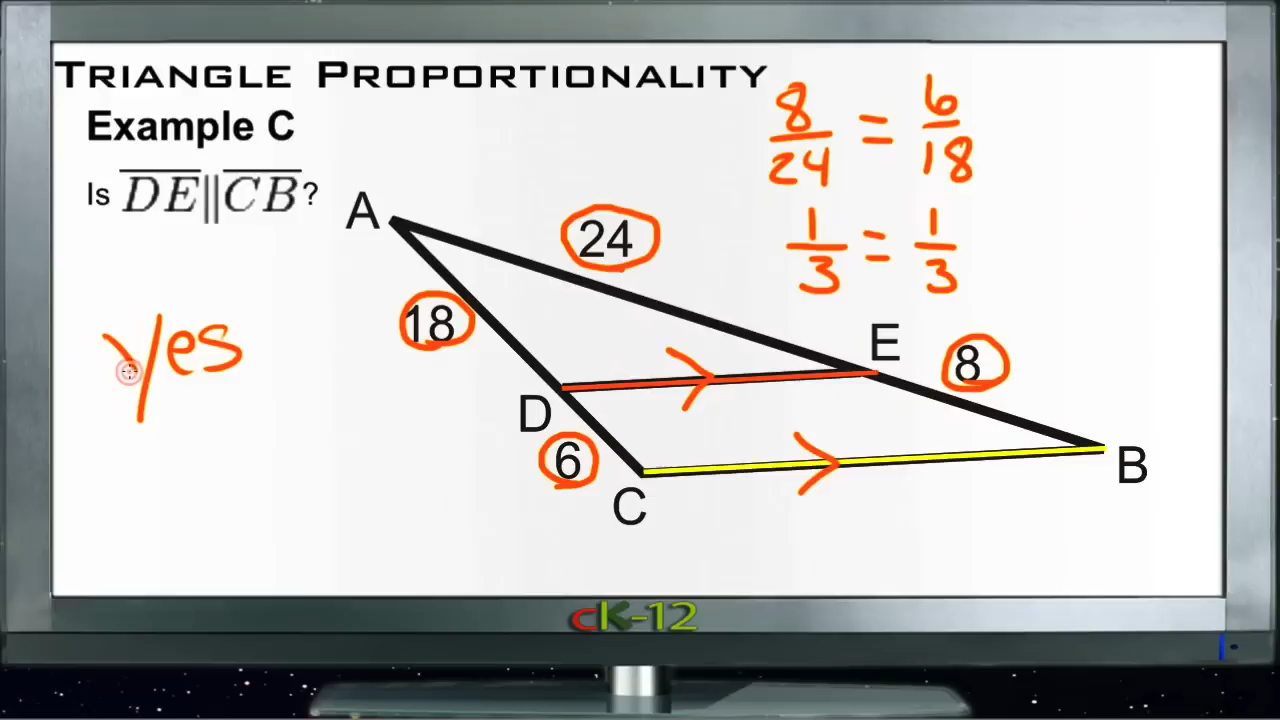 TRIANGLE PROPORTIONALITY
Example C
Is DE||CB?
8/24 = 6/18
1/3 = 1/3
A
24
18
E
8
yes
D
6
B
C
cK-12